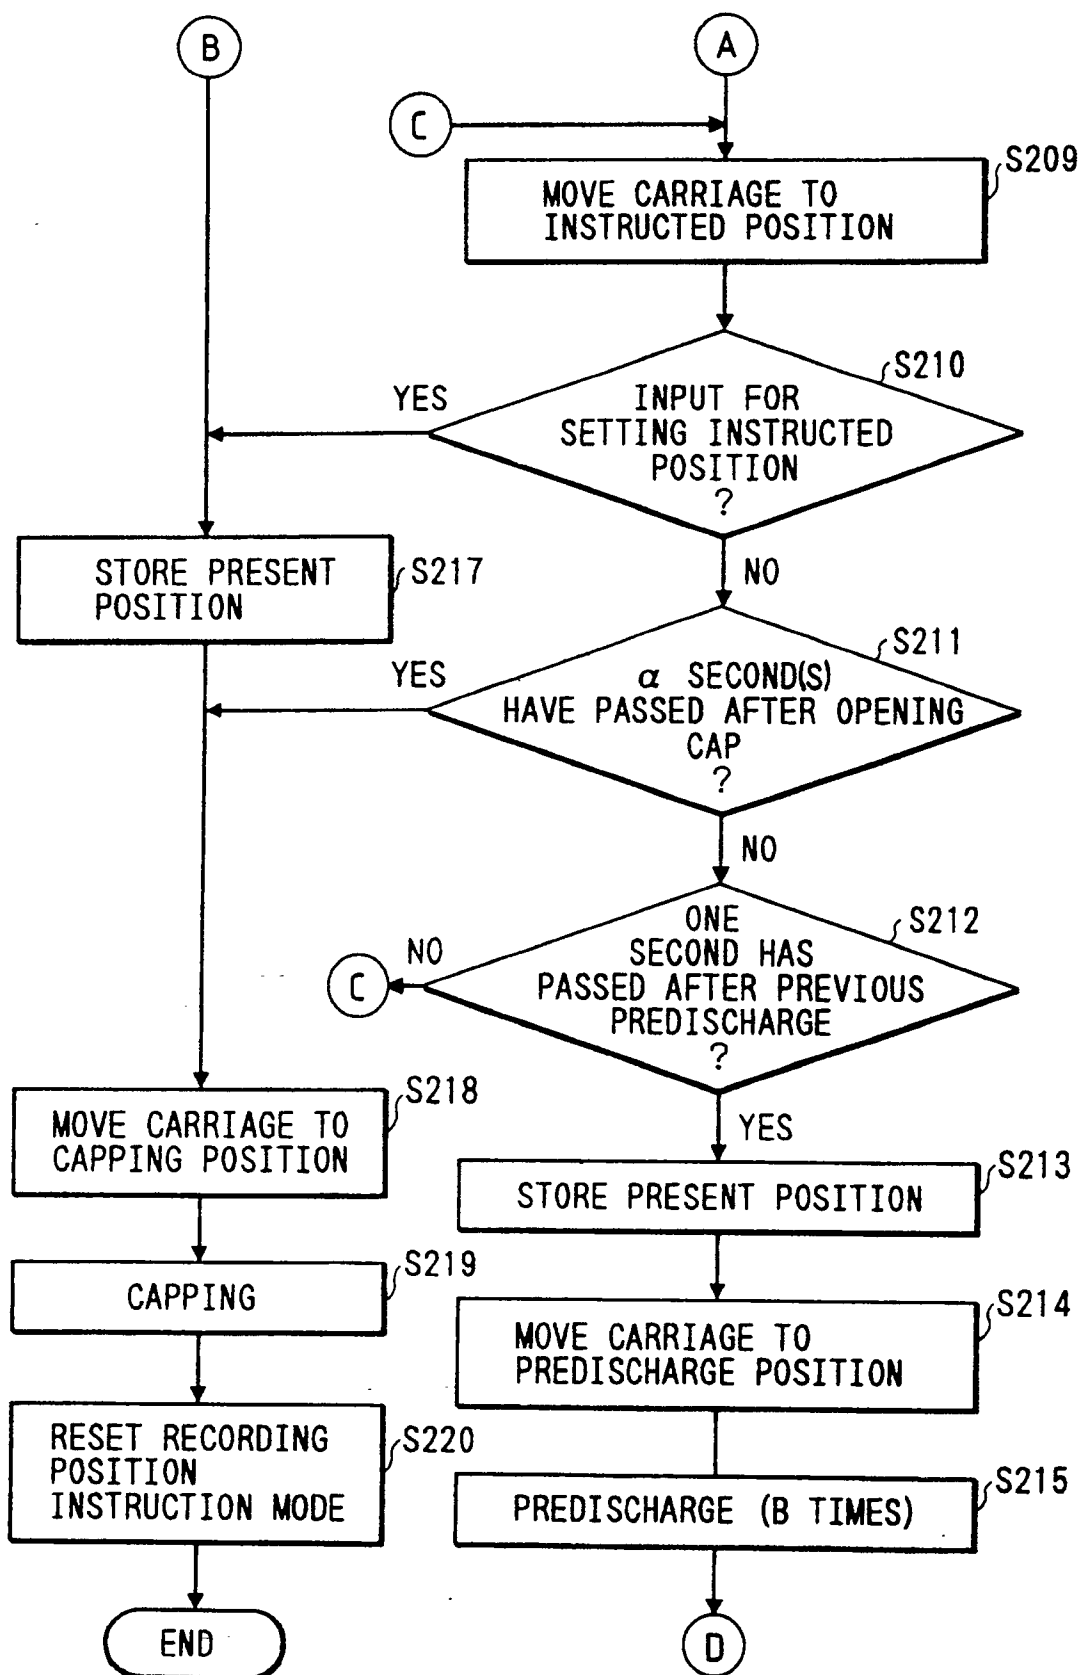 B
A
C
S209
MOVE CARRIAGE TO
INSTRUCTED POSITION
S210
YES
INPUT FOR
SETTING INSTRUCTED
POSITION
?
NO
STORE PRESENT
POSITION
S217
S211
YES
α SECOND(S)
HAVE PASSED AFTER OPENING
CAP
?
NO
S212
NO
ONE
SECOND HAS
PASSED AFTER PREVIOUS
PREDISCHARGE
?
C
YES
S218
MOVE CARRIAGE TO
CAPPING POSITION
S213
STORE PRESENT POSITION
S219
CAPPING
S214
MOVE CARRIAGE TO
PREDISCHARGE POSITION
S220
RESET RECORDING
POSITION
INSTRUCTION MODE
S215
PREDISCHARGE (B TIMES)
END
D